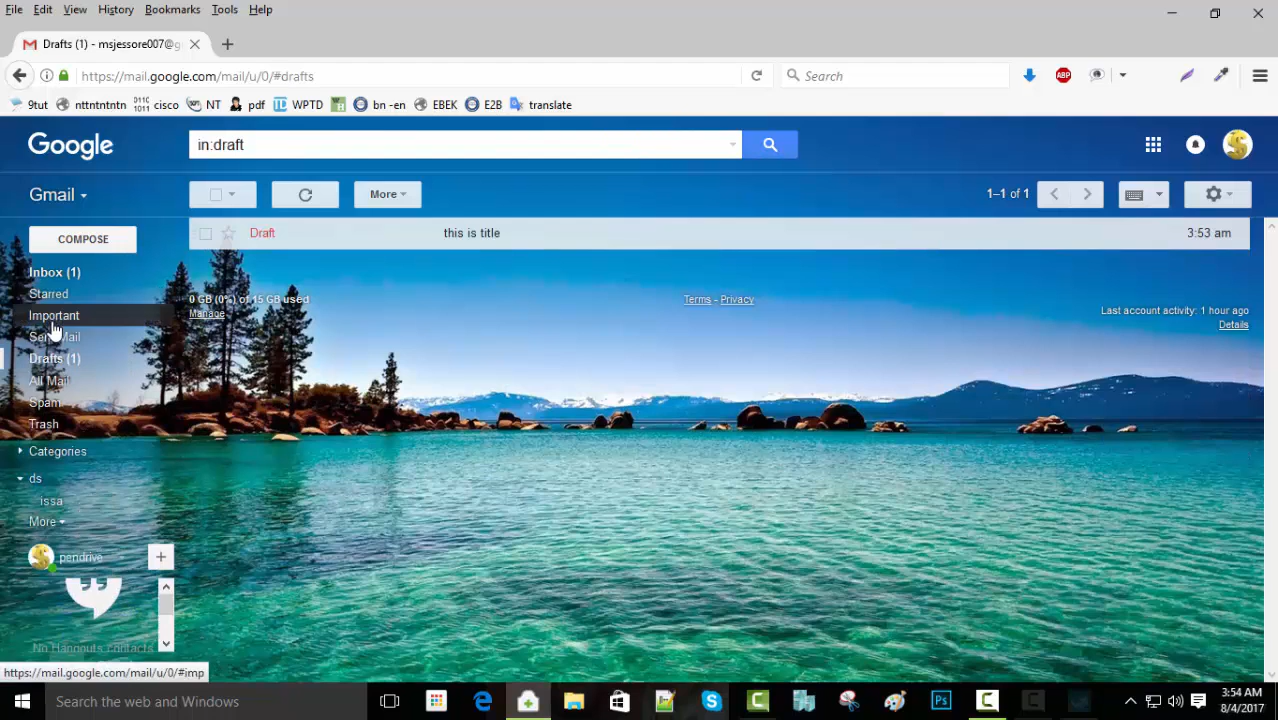 File Edit View History Bookmarks Tools Help
Drafts (1) - msjessore007@g
https://mail.google.com/mail/u/0/#drafts
Search
9tut nttntntntn cisco NT pdf WPTD bn -en EBEK E2B translate
Google
in:draft
Gmail
More
1–1 of 1
COMPOSE
Draft
this is title
3:53 am
Inbox (1)
Starred
Important
Sent Mail
Drafts (1)
All Mail
Spam
Trash
Categories
ds
issa
More
pendrive
No Hangouts contacts
0 GB (0%) of 15 GB used
Manage
Terms - Privacy
Last account activity: 1 hour ago
Details
https://mail.google.com/mail/u/0/#imp
Search the web and Windows
3:54 AM
8/4/2017